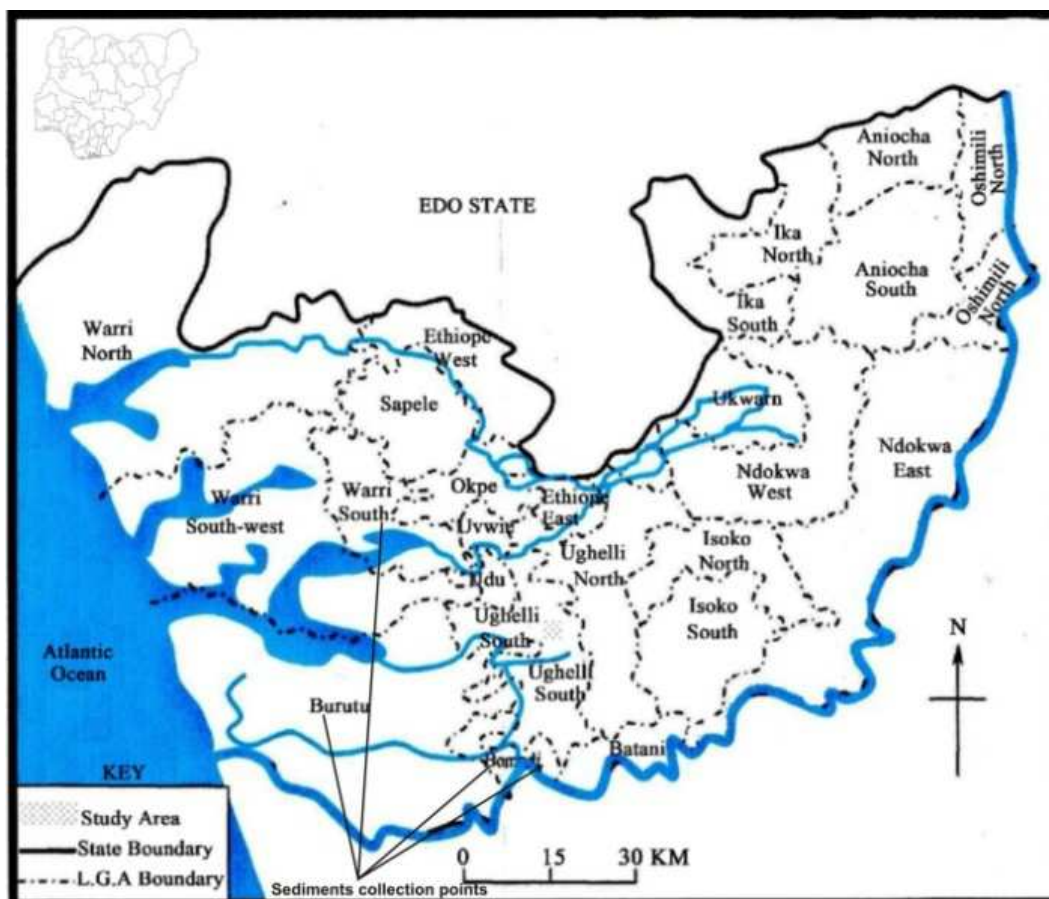 Aniocha
North
Oshimili
North
EDO STATE
Ika
North
Aniocha
South
Oshimili
North
Ika
South
Warri
North
Ethiope
West
Sapele
Ukwarn
Ndokwa
East
Ndokwa
West
Warri
South-west
Warri
South
Okpe
Ethiope
East
Uvwie
Ughelli
North
Isoko
North
Udu
Isoko
South
Ughelli
South
N
Atlantic
Ocean
Ughelli
South
Burutu
Batani
KEY
Study Area
State Boundary
L.G.A Boundary
0 15 30 KM
Sediments collection points